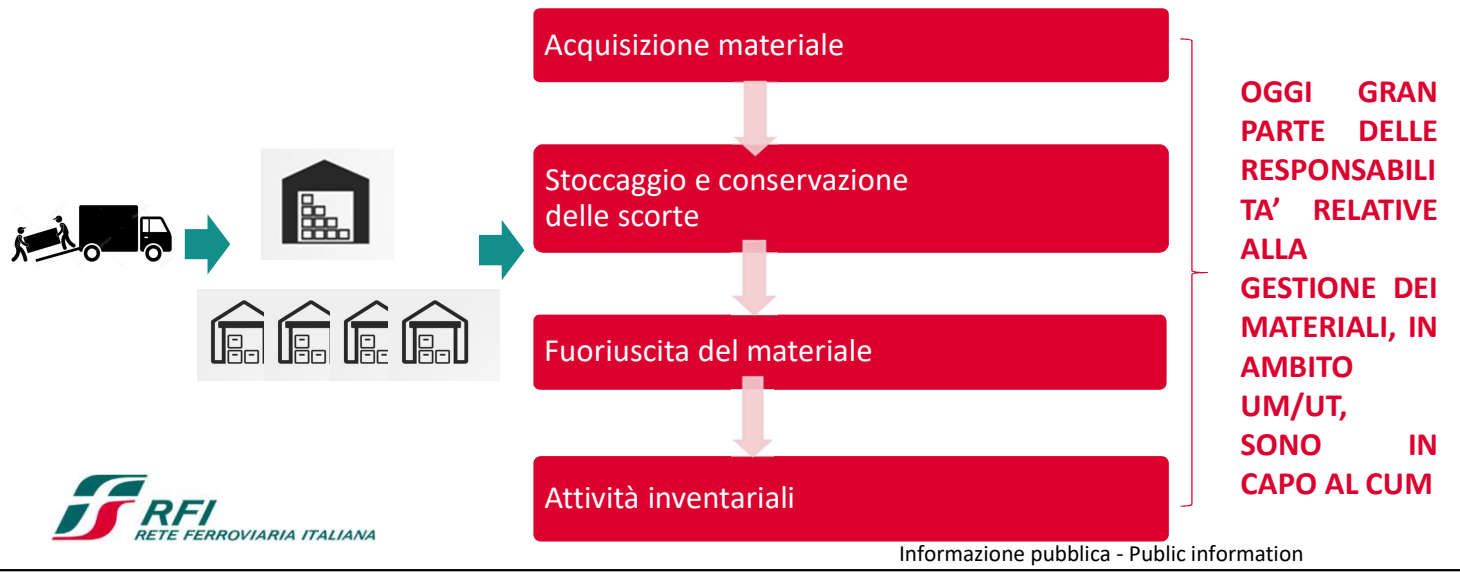 Acquisizione materiale
Stoccaggio e conservazione
delle scorte
Fuoriuscita del materiale
Attività inventariali
OGGI GRAN
PARTE DELLE
RESPONSABILI
TA’ RELATIVE
ALLA
GESTIONE DEI
MATERIALI, IN
AMBITO
UM/UT,
SONO IN
CAPO AL CUM
RFI
RETE FERROVIARIA ITALIANA
Informazione pubblica - Public information